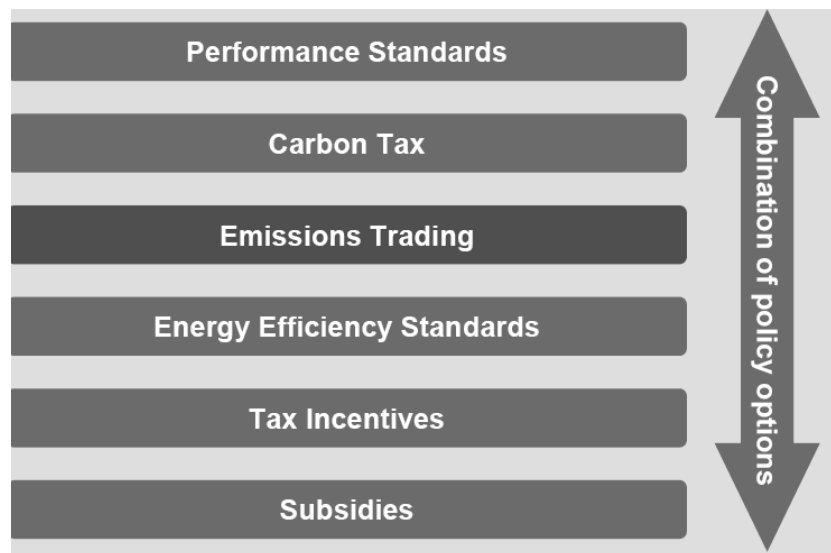 Performance Standards
Carbon Tax
Emissions Trading
Energy Efficiency Standards
Tax Incentives
Subsidies
Combination of policy options